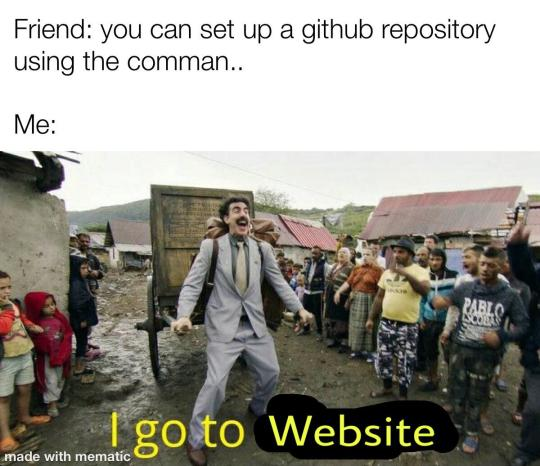 Friend: you can set up a github repository
using the comman..
Me:
PABLO
ESCOBAR
I go to Website
made with mematic